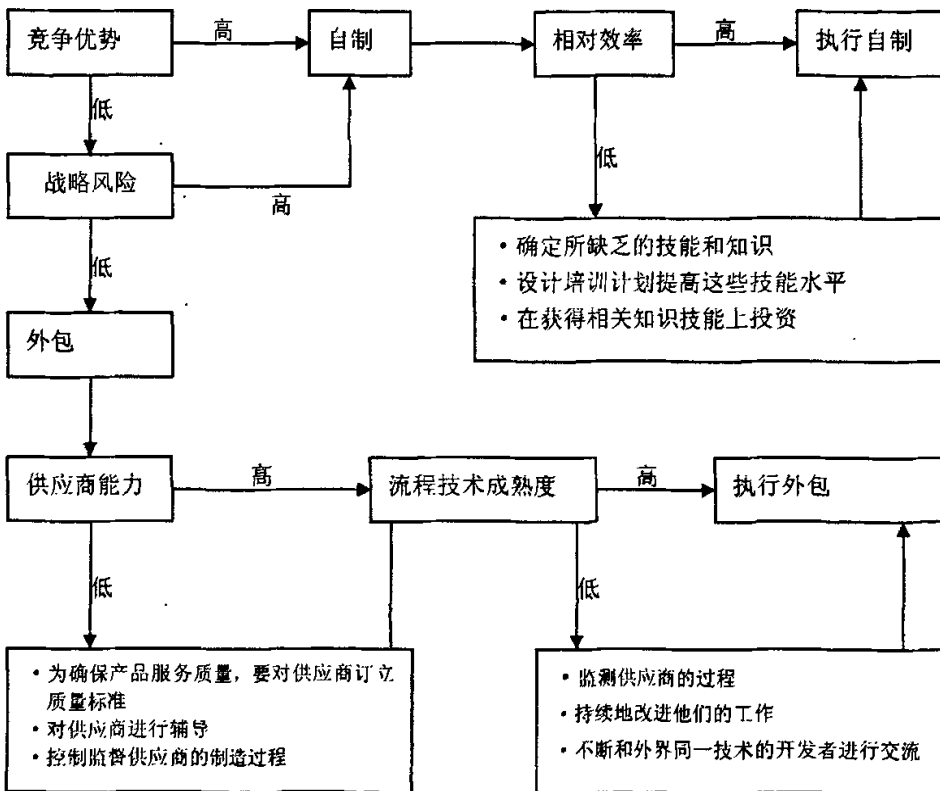 竞争优势
高
自制
相对效率
高
执行自制
低
战略风险
高
低
• 确定所缺乏的技能和知识
• 设计培训计划提高这些技能水平
• 在获得相关知识技能上投资
低
外包
供应商能力
高
流程技术成熟度
高
执行外包
低
低
• 为确保产品服务质量，要对供应商订立
质量标准
• 对供应商进行辅导
• 控制监督供应商的制造过程
• 监测供应商的过程
• 持续地改进他们的工作
• 不断和外界同一技术的开发者进行交流